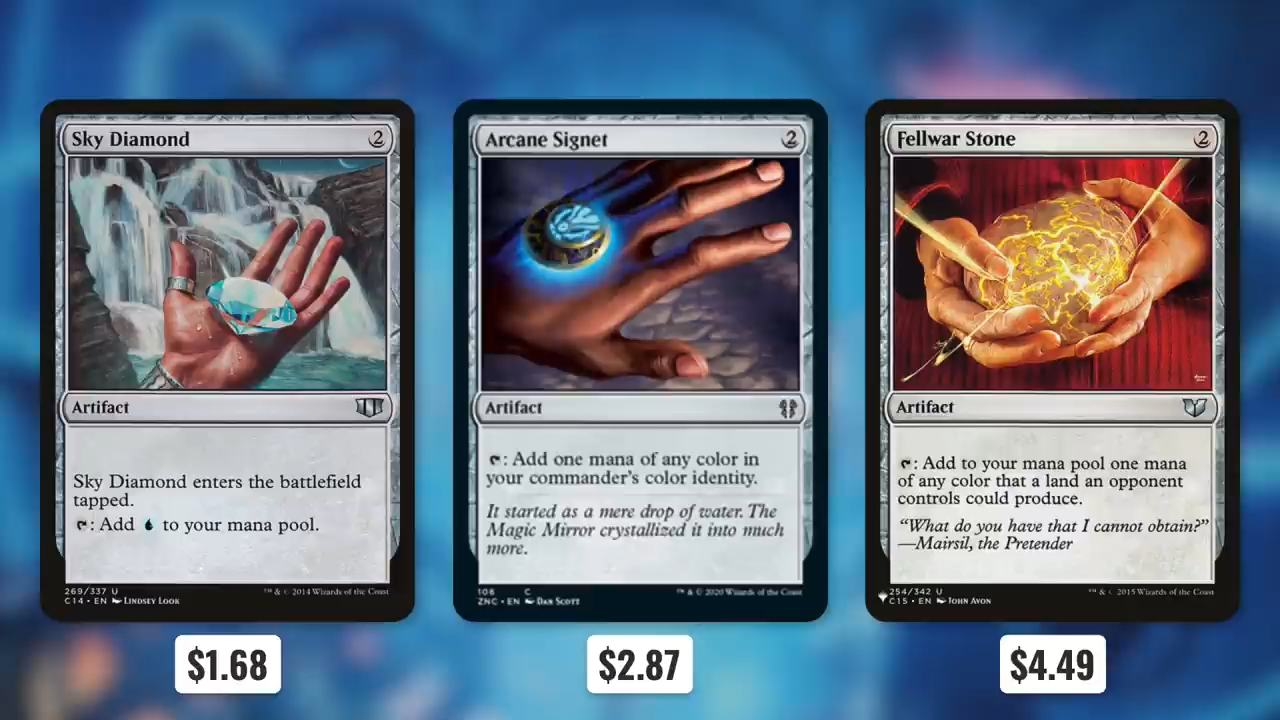 Sky Diamond 2
Artifact
Sky Diamond enters the battlefield
tapped.
: Add to your mana pool.
269/337 U
C14 • EN LINDSEY LOOK
™ & © 2014 Wizards of the Coast
$1.68
Arcane Signet 2
Artifact
: Add one mana of any color in
your commander's color identity.
It started as a mere drop of water. The
Magic Mirror crystallized it into much
more.
106 C
ZNC • EN DAN SCOTT
™ & © 2020 Wizards of the Coast
$2.87
Fellwar Stone 2
Artifact
: Add to your mana pool one mana
of any color that a land an opponent
controls could produce.
“What do you have that I cannot obtain?”
—Mairsil, the Pretender
254/342 U
C15 • EN JOHN AVON
™ & © 2015 Wizards of the Coast
$4.49